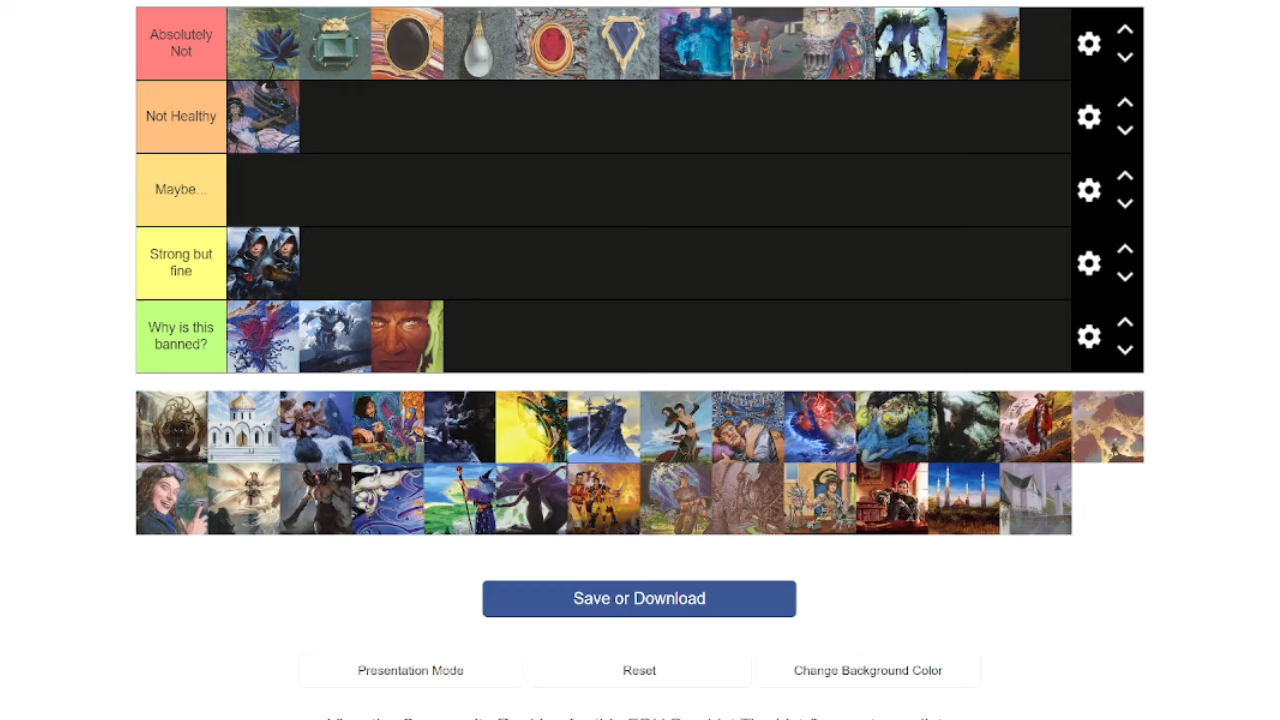 Absolutely
Not
Not Healthy
Maybe...
Strong but
fine
Why is this
banned?
Save or Download
Presentation Mode
Reset
Change Background Color